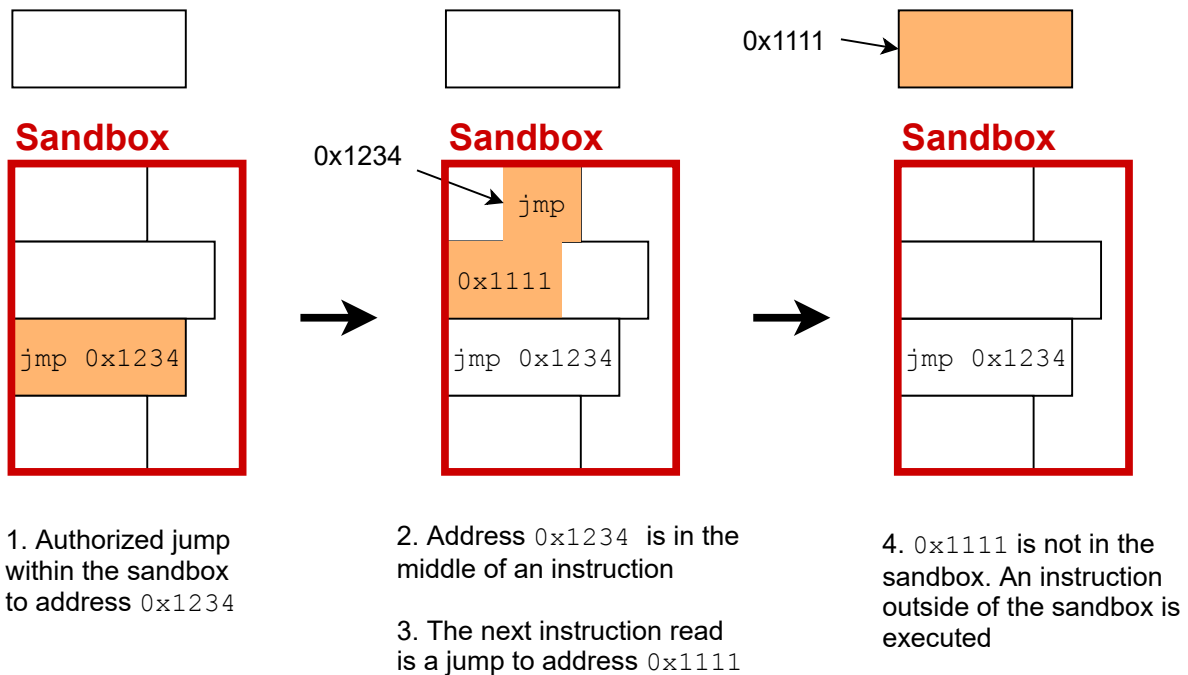 0x1111
Sandbox
Sandbox
Sandbox
0x1234
jmp
0x1111
jmp 0x1234
jmp 0x1234
jmp 0x1234
1. Authorized jump
within the sandbox
to address 0x1234
2. Address 0x1234 is in the
middle of an instruction
3. The next instruction read
is a jump to address 0x1111
4. 0x1111 is not in the
sandbox. An instruction
outside of the sandbox is
executed